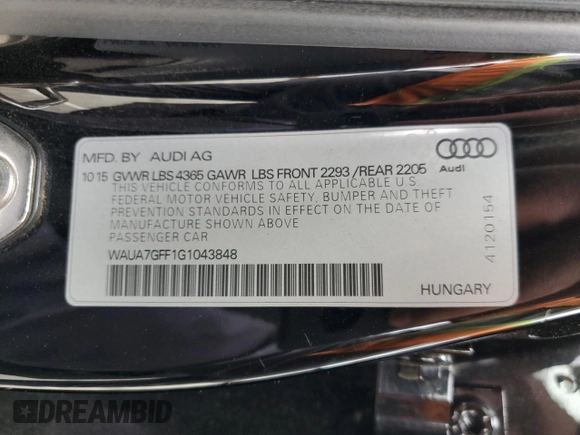 MFD. BY AUDI AG
10 15 GVWR LBS 4365 GAWR LBS FRONT 2293 /REAR 2205
THIS VEHICLE CONFORMS TO ALL APPLICABLE U S
FEDERAL MOTOR VEHICLE SAFETY, BUMPER AND THEFT
PREVENTION STANDARDS IN EFFECT ON THE DATE OF
MANUFACTURE SHOWN ABOVE
PASSENGER CAR
WAUA7GFF1G1043848
HUNGARY
Audi
4120154
DREAMBID